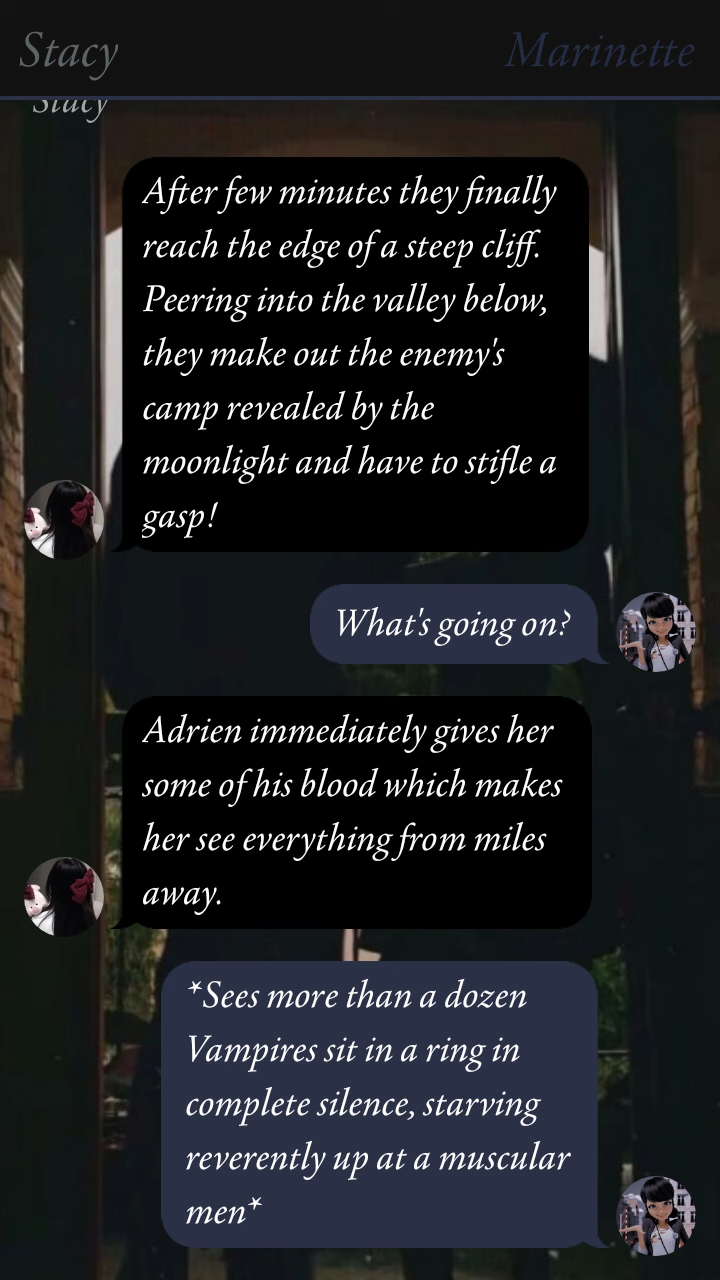 Stacy Marinette
Stacy
After few minutes they finally
reach the edge of a steep cliff.
Peering into the valley below,
they make out the enemy's
camp revealed by the
moonlight and have to stifle a
gasp!
What's going on?
Adrien immediately gives her
some of his blood which makes
her see everything from miles
away.
*Sees more than a dozen
Vampires sit in a ring in
complete silence, starving
reverently up at a muscular
men*